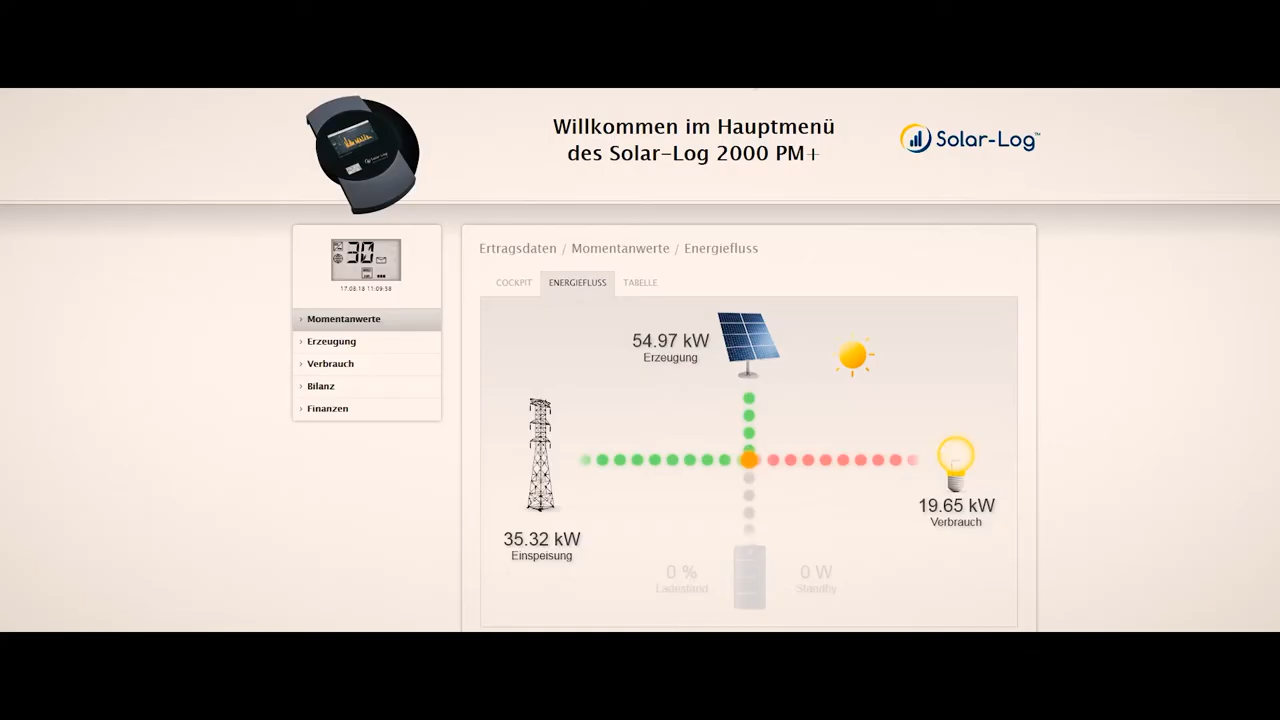 Willkommen im Hauptmenü
des Solar-Log 2000 PM+
Solar-Log™
30
17.08.18 11:09:58
Momentanwerte
Erzeugung
Verbrauch
Bilanz
Finanzen
Ertragsdaten / Momentanwerte / Energiefluss
COCKPIT
ENERGIEFLUSS
TABELLE
54.97 kW
Erzeugung
19.65 kW
Verbrauch
35.32 kW
Einspeisung
0 %
Ladestand
0 W
Standby